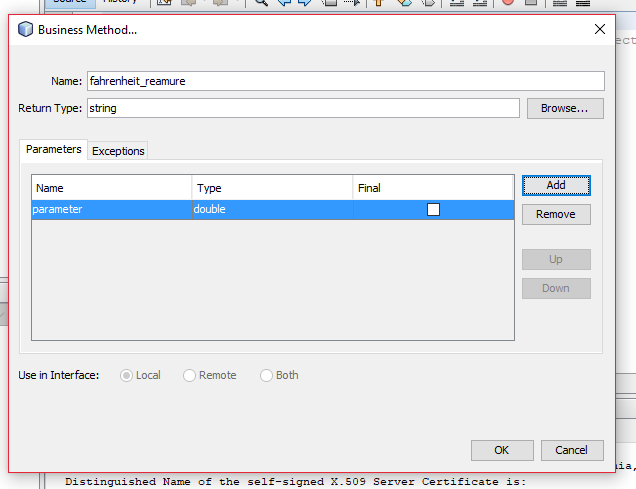 Source History
Business Method...
ect
Name: fahrenheit_reamure
Return Type: string Browse...
Parameters Exceptions
Name Type Final Add
parameter double
Remove
Up
Down
Use in Interface: Local Remote Both
OK Cancel
nia,
Distinguished Name of the self-signed X.509 Server Certificate is: